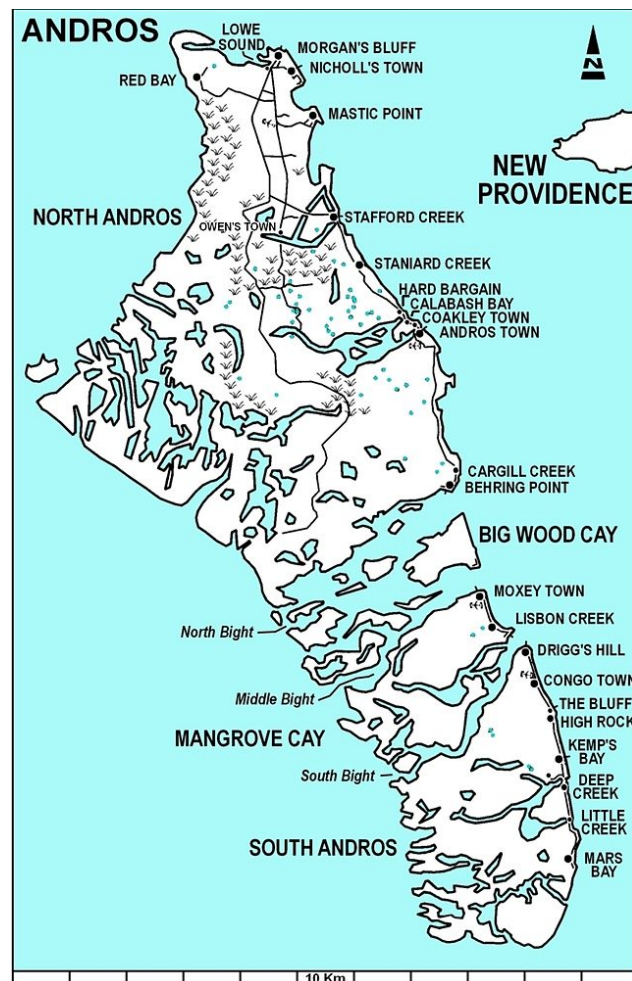 ANDROS
LOWE
SOUND
MORGAN'S BLUFF
NICHOLL'S TOWN
RED BAY
N
MASTIC POINT
NEW
PROVIDENCE
NORTH ANDROS
STAFFORD CREEK
OWEN'S TOWN
STANIARD CREEK
HARD BARGAIN
CALABASH BAY
COAKLEY TOWN
ANDROS TOWN
CARGILL CREEK
BEHRING POINT
BIG WOOD CAY
MOXEY TOWN
LISBON CREEK
North Bight
DRIGG'S HILL
CONGO TOWN
Middle Bight
THE BLUFF
HIGH ROCK
MANGROVE CAY
KEMP'S
BAY
South Bight
DEEP
CREEK
LITTLE
CREEK
SOUTH ANDROS
MARS
BAY
10 Km